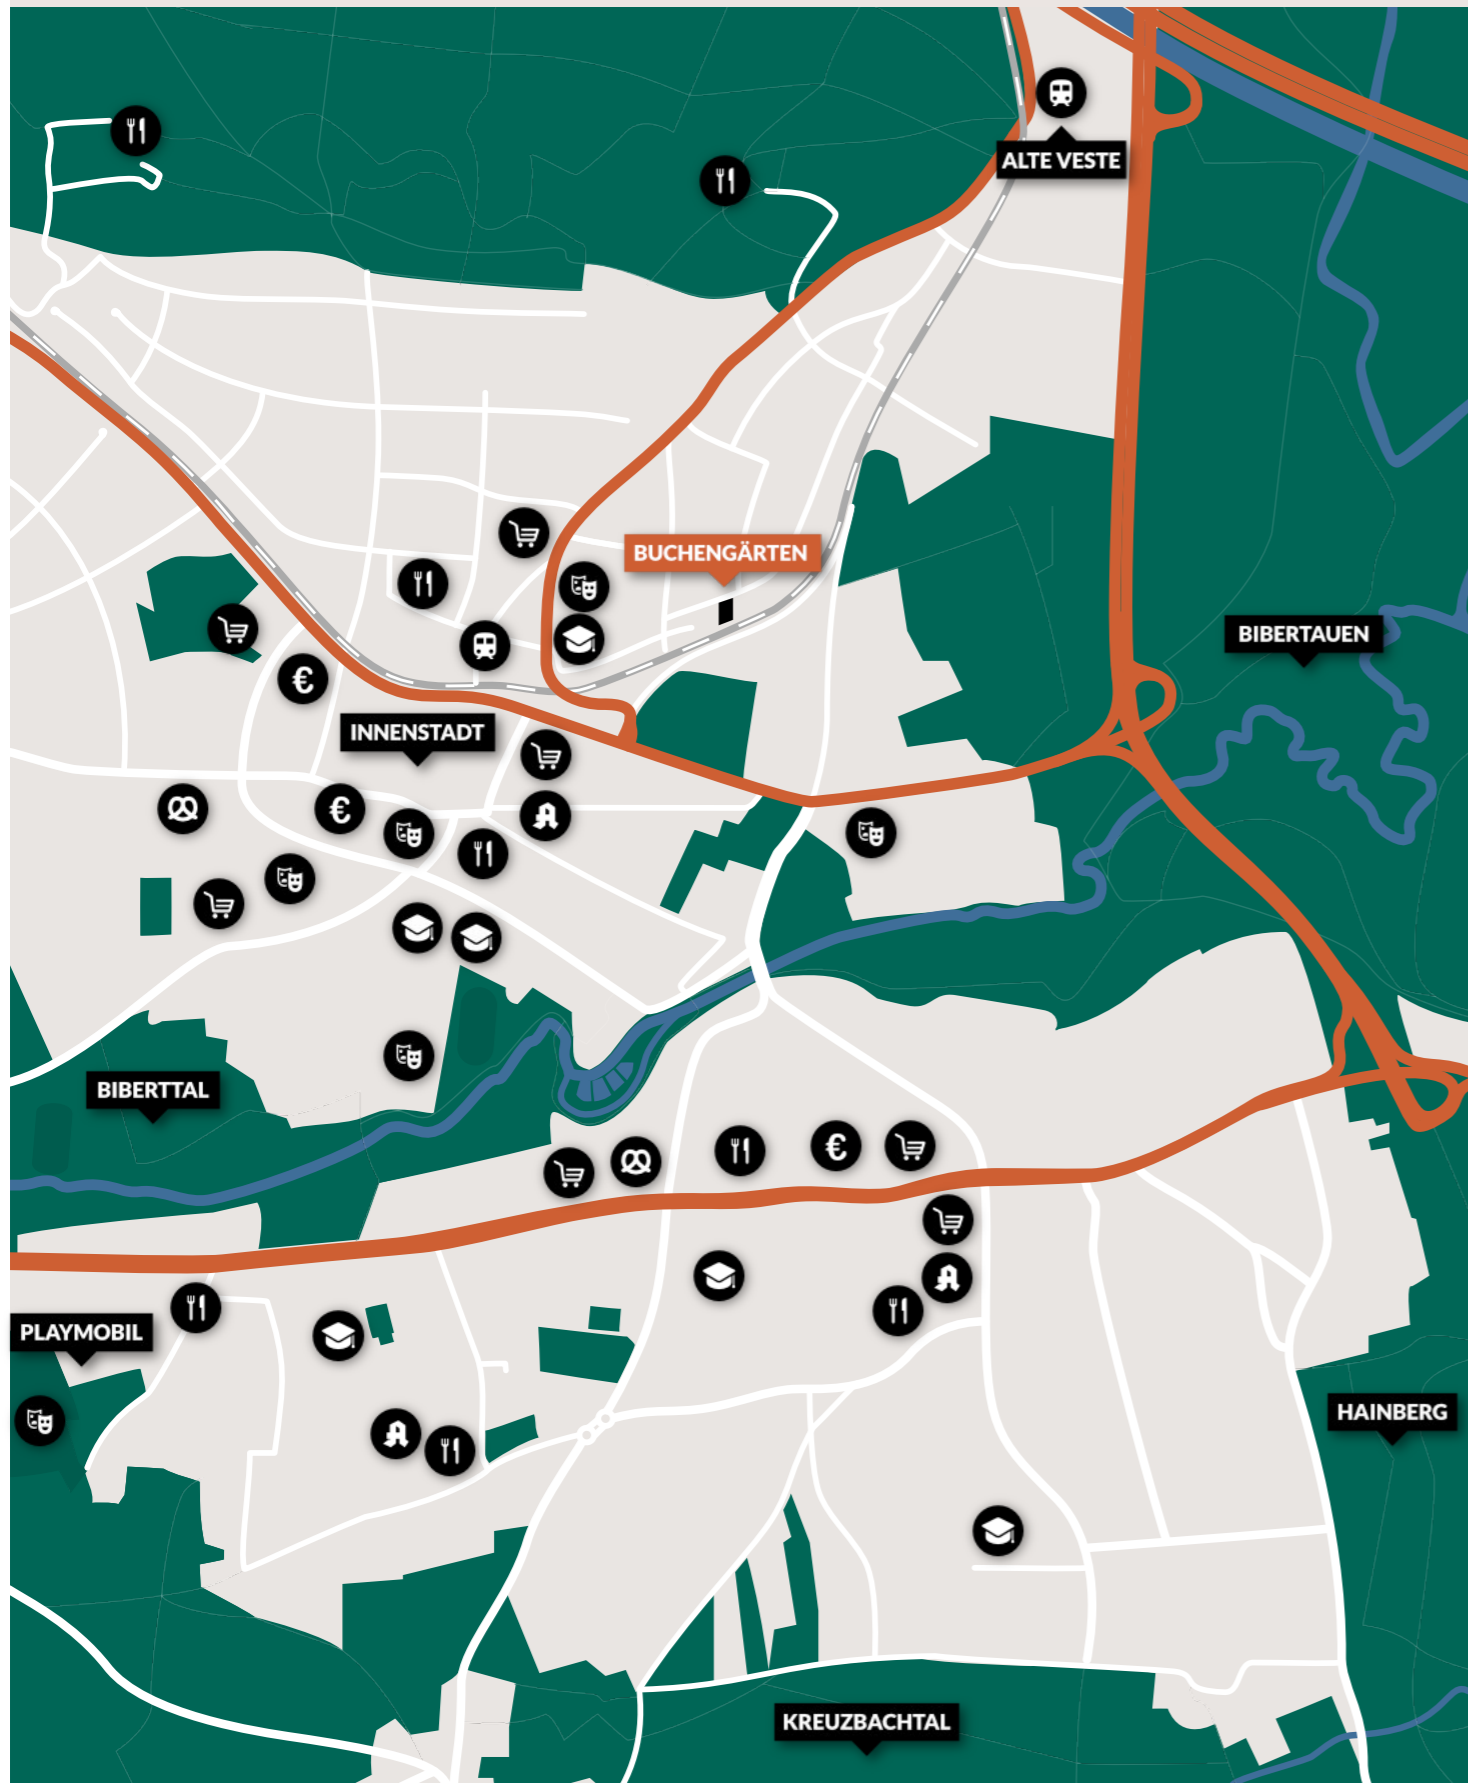 ALTE VESTE
BUCHENGÄRTEN
BIBERTAUEN
€
INNENSTADT
€
BIBERTTAL
€
PLAYMOBIL
HAINBERG
KREUZBACHTAL